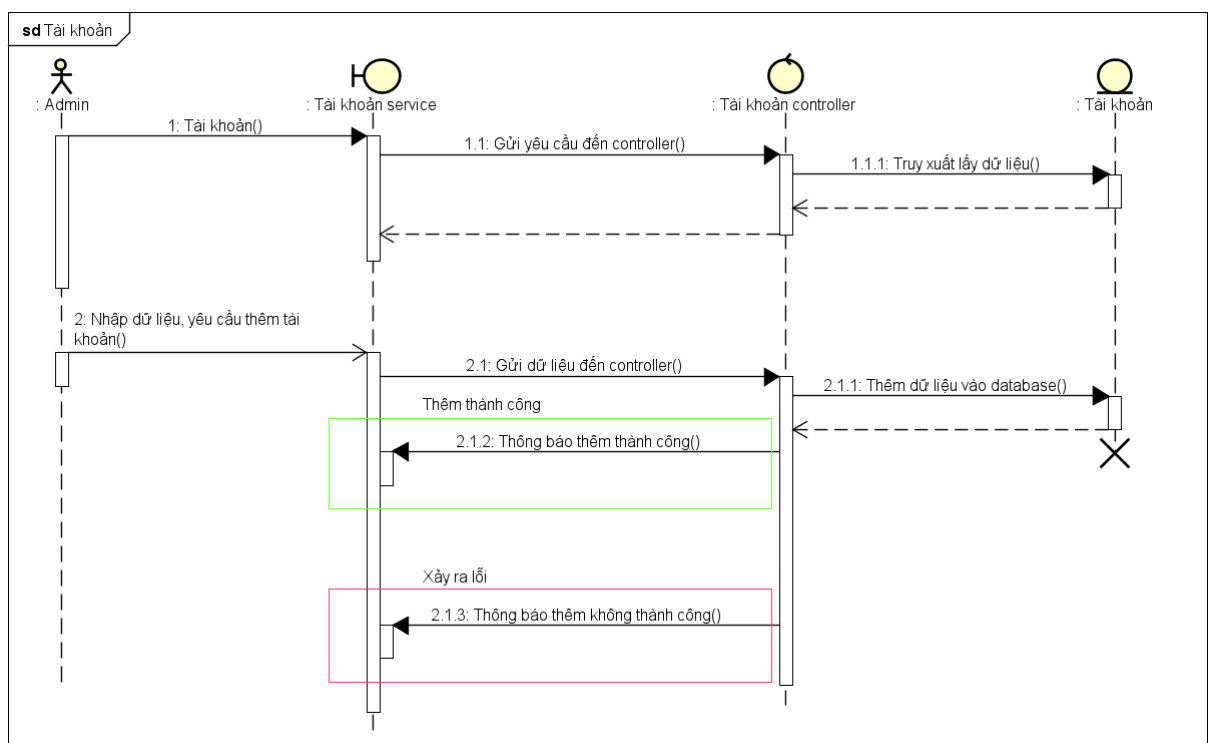 sd Tài khoản
: Admin
: Tài khoản service
: Tài khoản controller
: Tài khoản
1: Tài khoản()
1.1: Gửi yêu cầu đến controller()
1.1.1: Truy xuất lấy dữ liệu()
2: Nhập dữ liệu, yêu cầu thêm tài
khoản()
2.1: Gửi dữ liệu đến controller()
2.1.1: Thêm dữ liệu vào database()
Thêm thành công
2.1.2: Thông báo thêm thành công()
Xảy ra lỗi
2.1.3: Thông báo thêm không thành công()